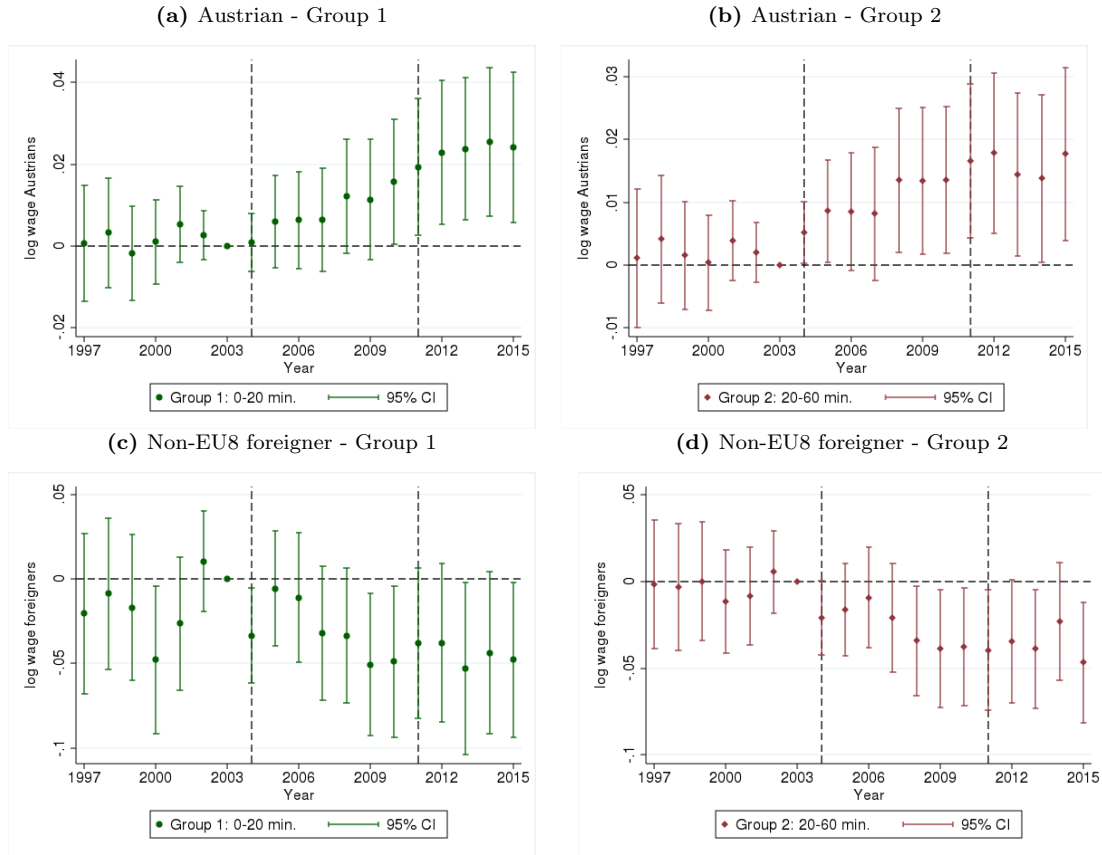 (a) Austrian - Group 1
log wage Austrians
.04
.02
0
-.02
1997 2000 2003 2006 2009 2012 2015
Year
Group 1: 0-20 min. 95% CI
(b) Austrian - Group 2
log wage Austrians
.03
.02
.01
0
-.01
1997 2000 2003 2006 2009 2012 2015
Year
Group 2: 20-60 min. 95% CI
(c) Non-EU8 foreigner - Group 1
log wage foreigners
.05
0
-.05
-.1
1997 2000 2003 2006 2009 2012 2015
Year
Group 1: 0-20 min. 95% CI
(d) Non-EU8 foreigner - Group 2
log wage foreigners
.05
0
-.05
-.1
1997 2000 2003 2006 2009 2012 2015
Year
Group 2: 20-60 min. 95% CI